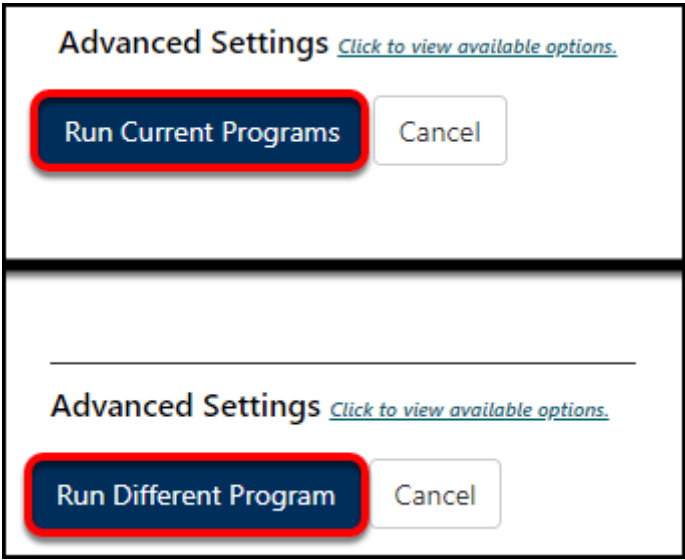 Advanced Settings Click to view available options.
Run Current Programs Cancel
Advanced Settings Click to view available options.
Run Different Program Cancel